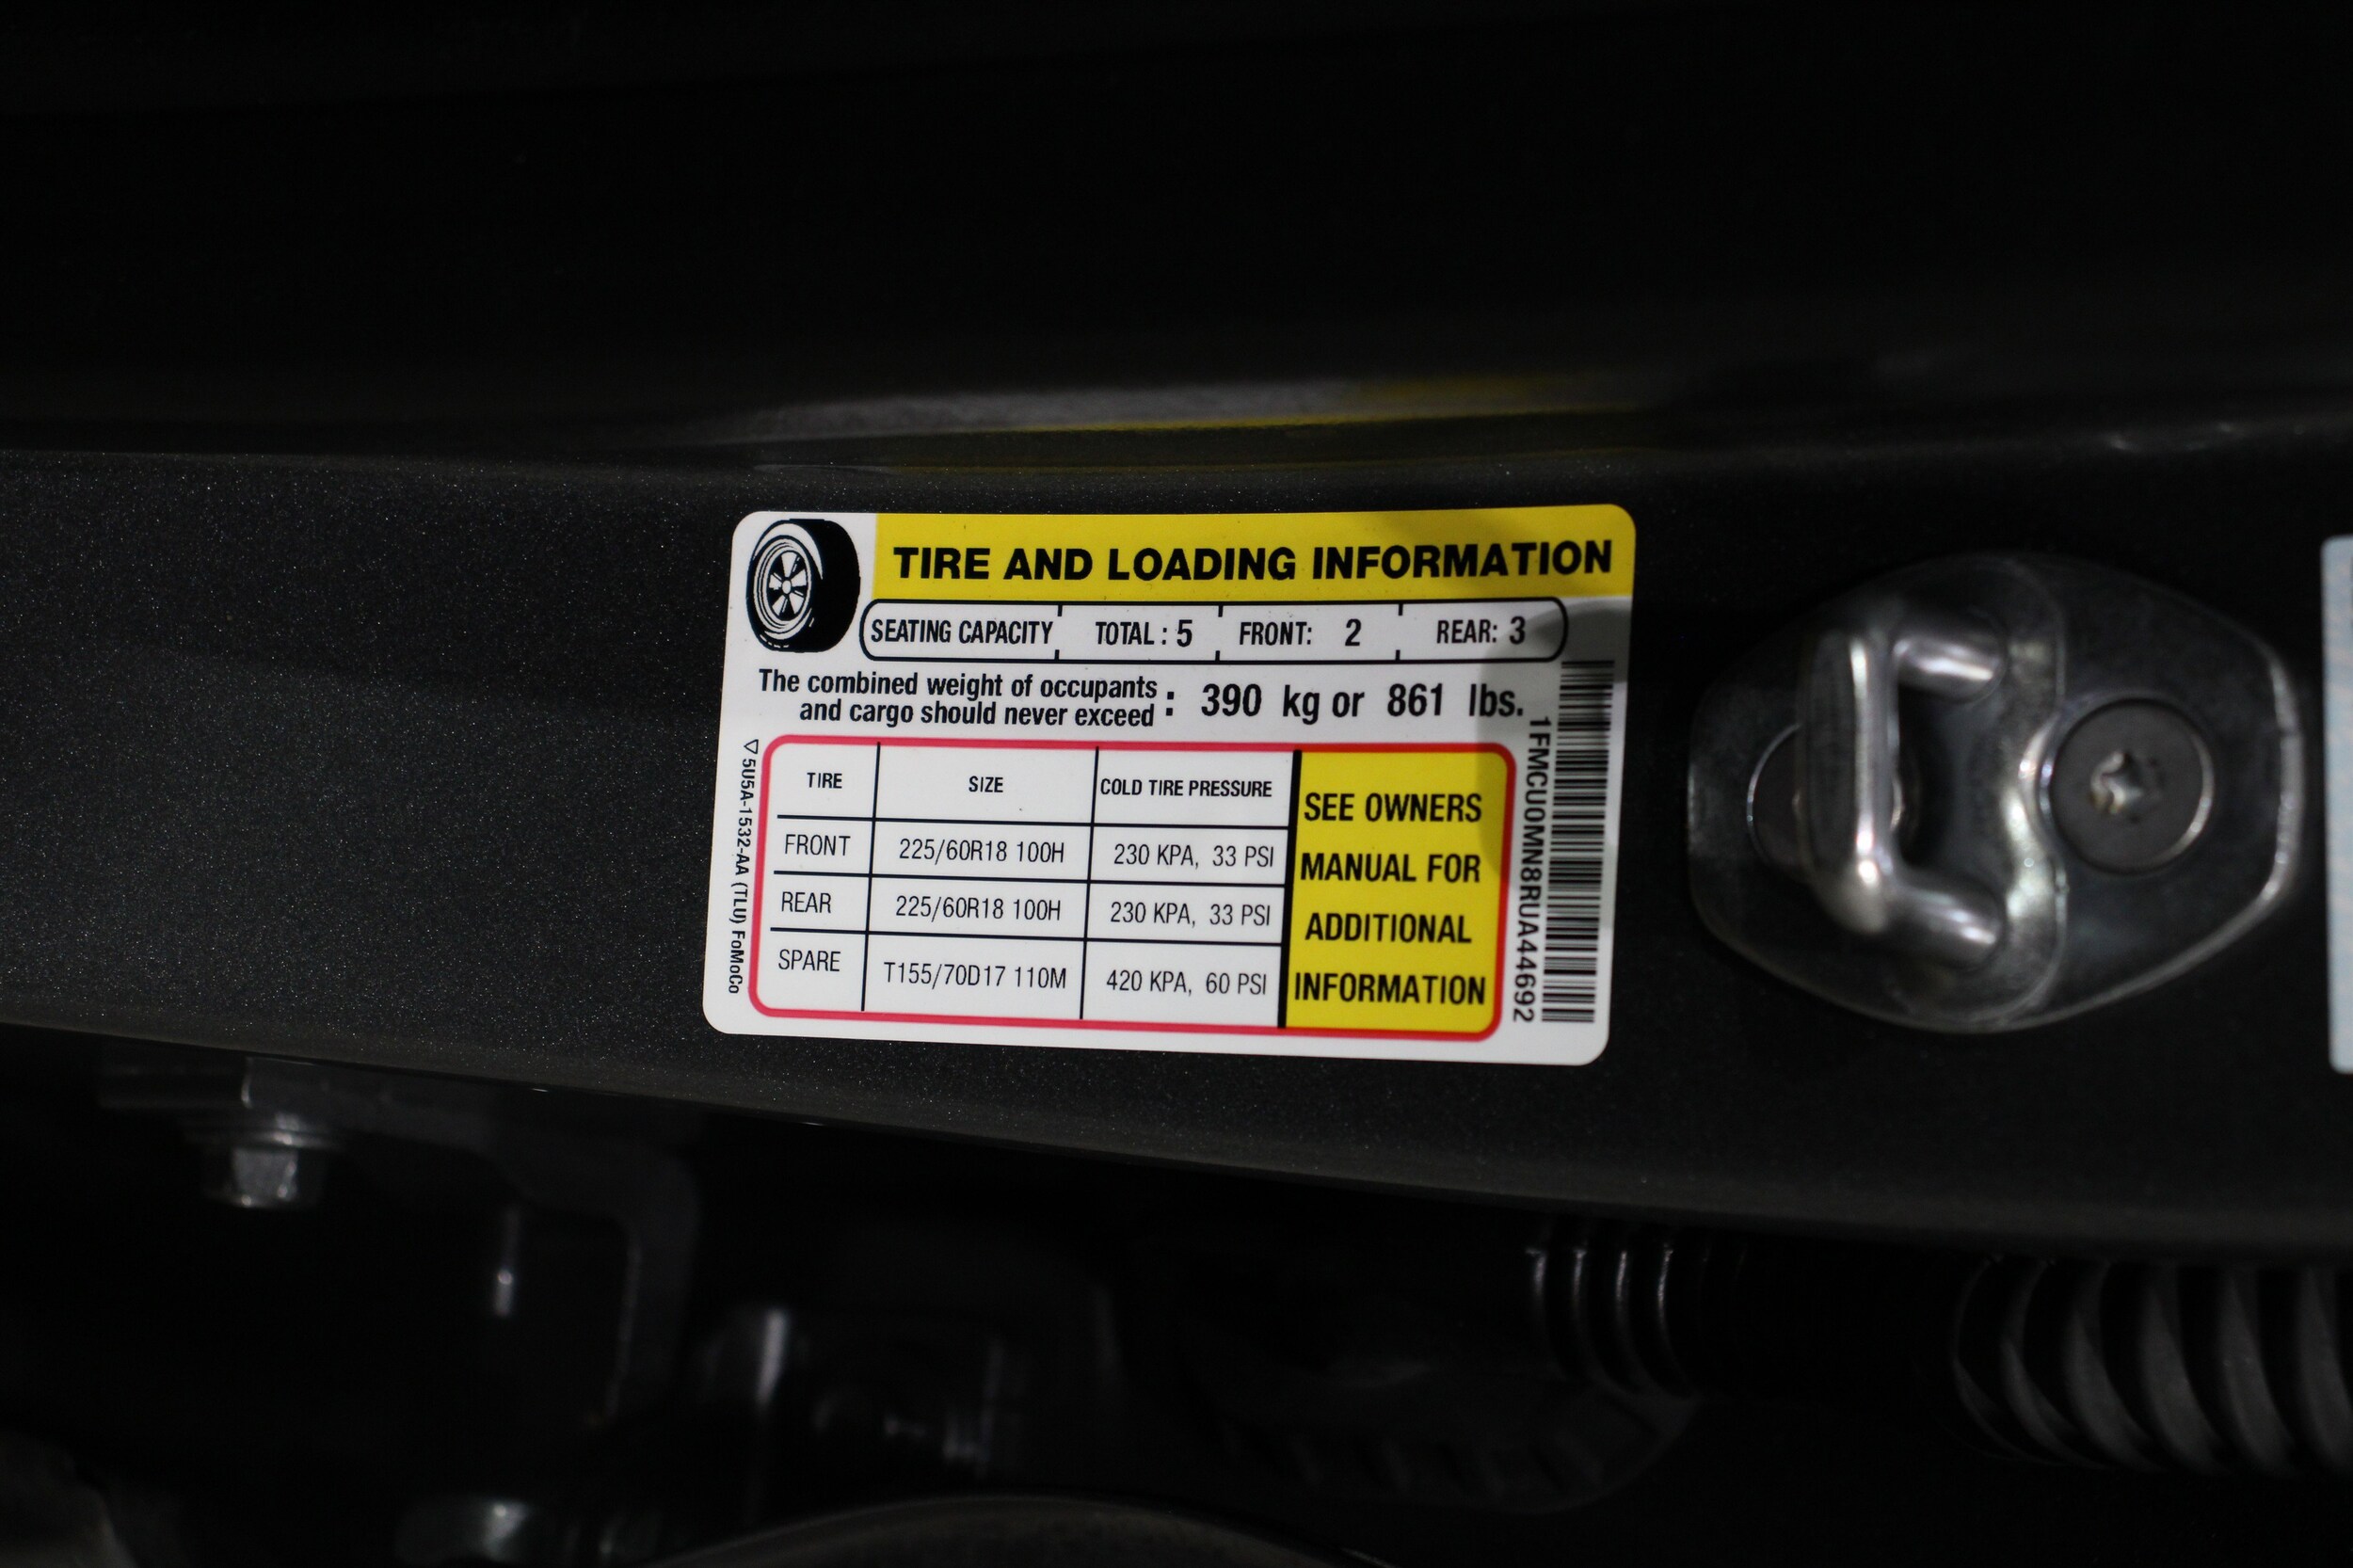 TIRE AND LOADING INFORMATION
SEATING CAPACITY TOTAL : 5 FRONT: 2 REAR: 3
The combined weight of occupants
and cargo should never exceed : 390 kg or 861 lbs.
TIRE SIZE COLD TIRE PRESSURE
FRONT 225/60R18 100H 230 KPA, 33 PSI
REAR 225/60R18 100H 230 KPA, 33 PSI
SPARE T155/70D17 110M 420 KPA, 60 PSI
SEE OWNERS
MANUAL FOR
ADDITIONAL
INFORMATION
5U5A-1532-AA (TLU) FoMoCo
1FMCU0MN8RUA44692